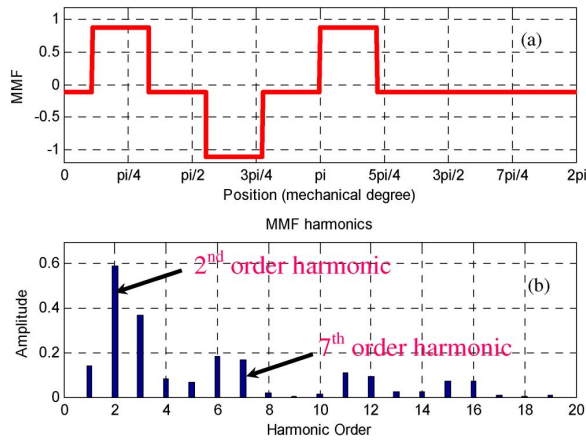 1
0.5
0
-0.5
-1
MMF
(a)
0 pi/4 pi/2 3pi/4 pi 5pi/4 3pi/2 7pi/4 2pi
Position (mechanical degree)
MMF harmonics
0.6
0.4
0.2
0
Amplitude
2nd order harmonic
(b)
7th order harmonic
0 2 4 6 8 10 12 14 16 18 20
Harmonic Order